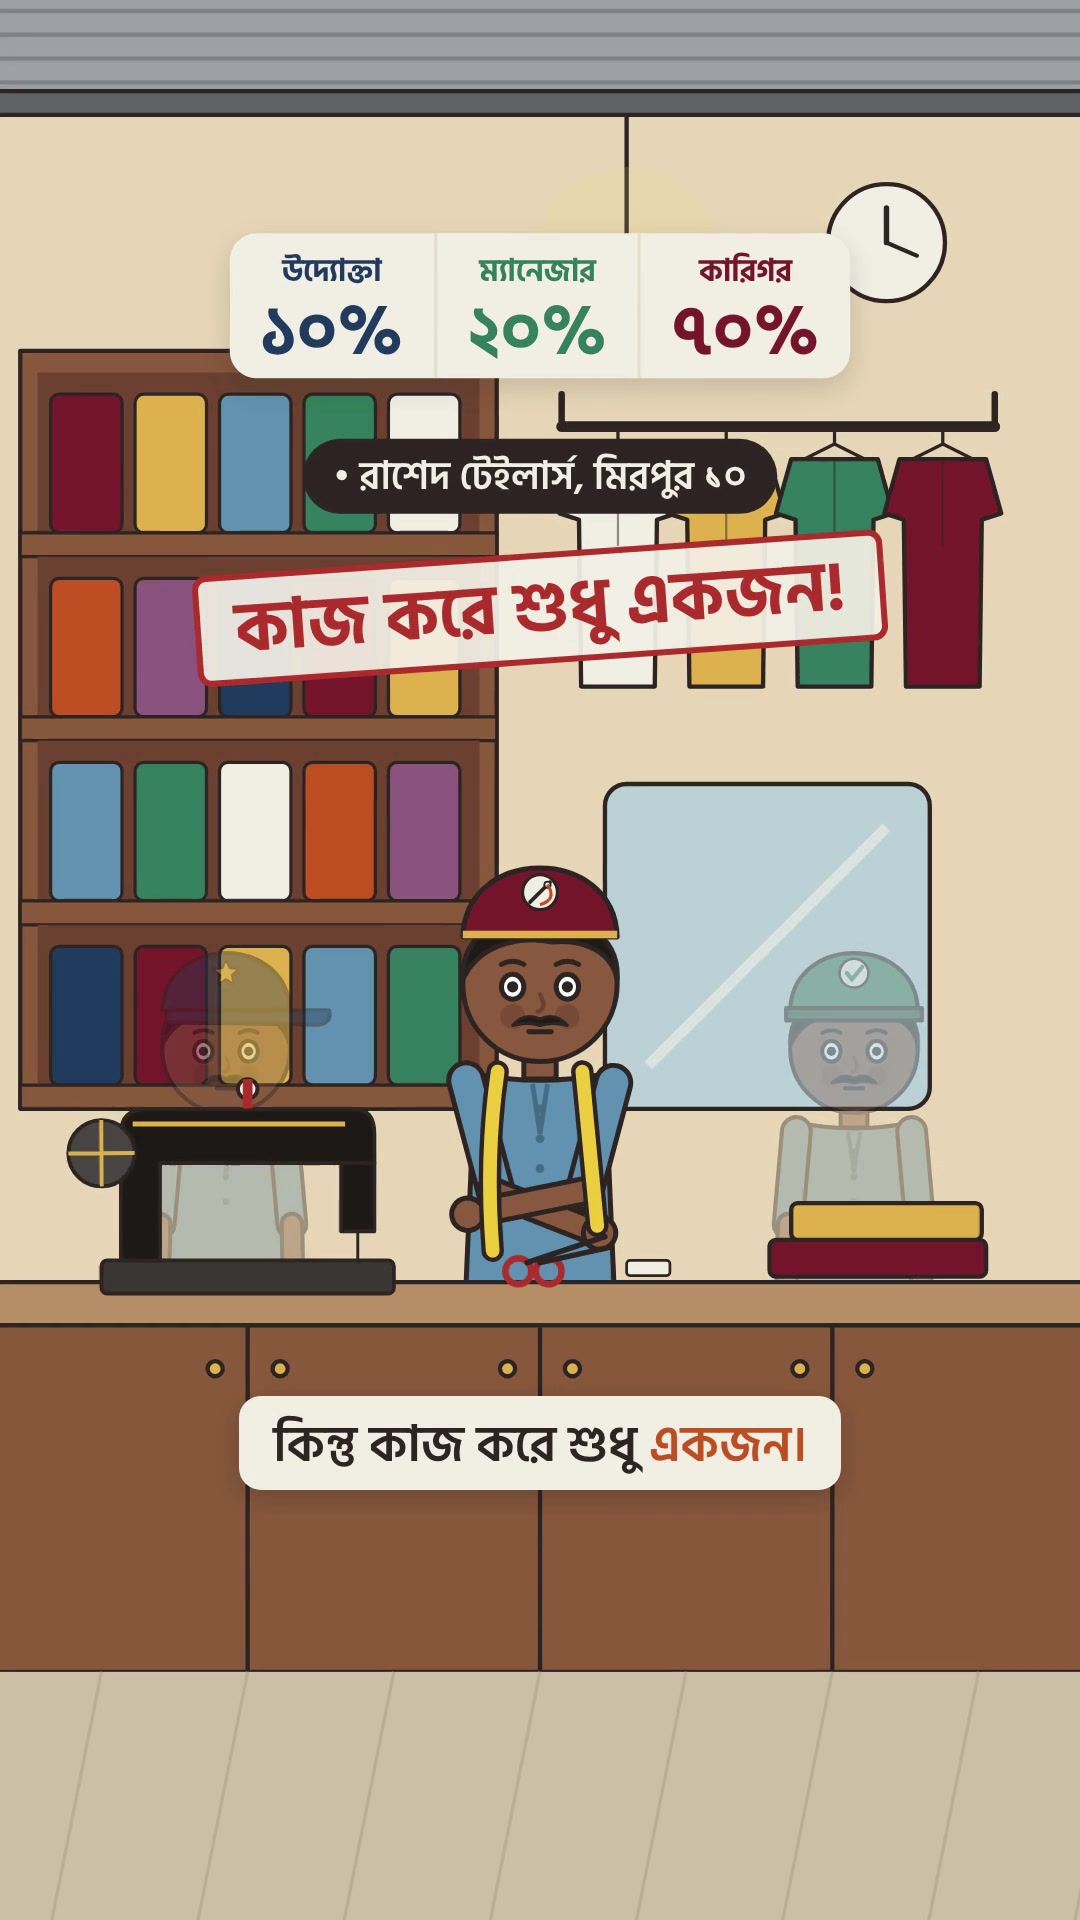 উদ্যোক্তা ম্যানেজার কারিগর
১০% ২০% ৭০%
• রাশেদ টেইলার্স, মিরপুর ১০
কাজ করে শুধু একজন!
কিন্তু কাজ করে শুধু একজন।